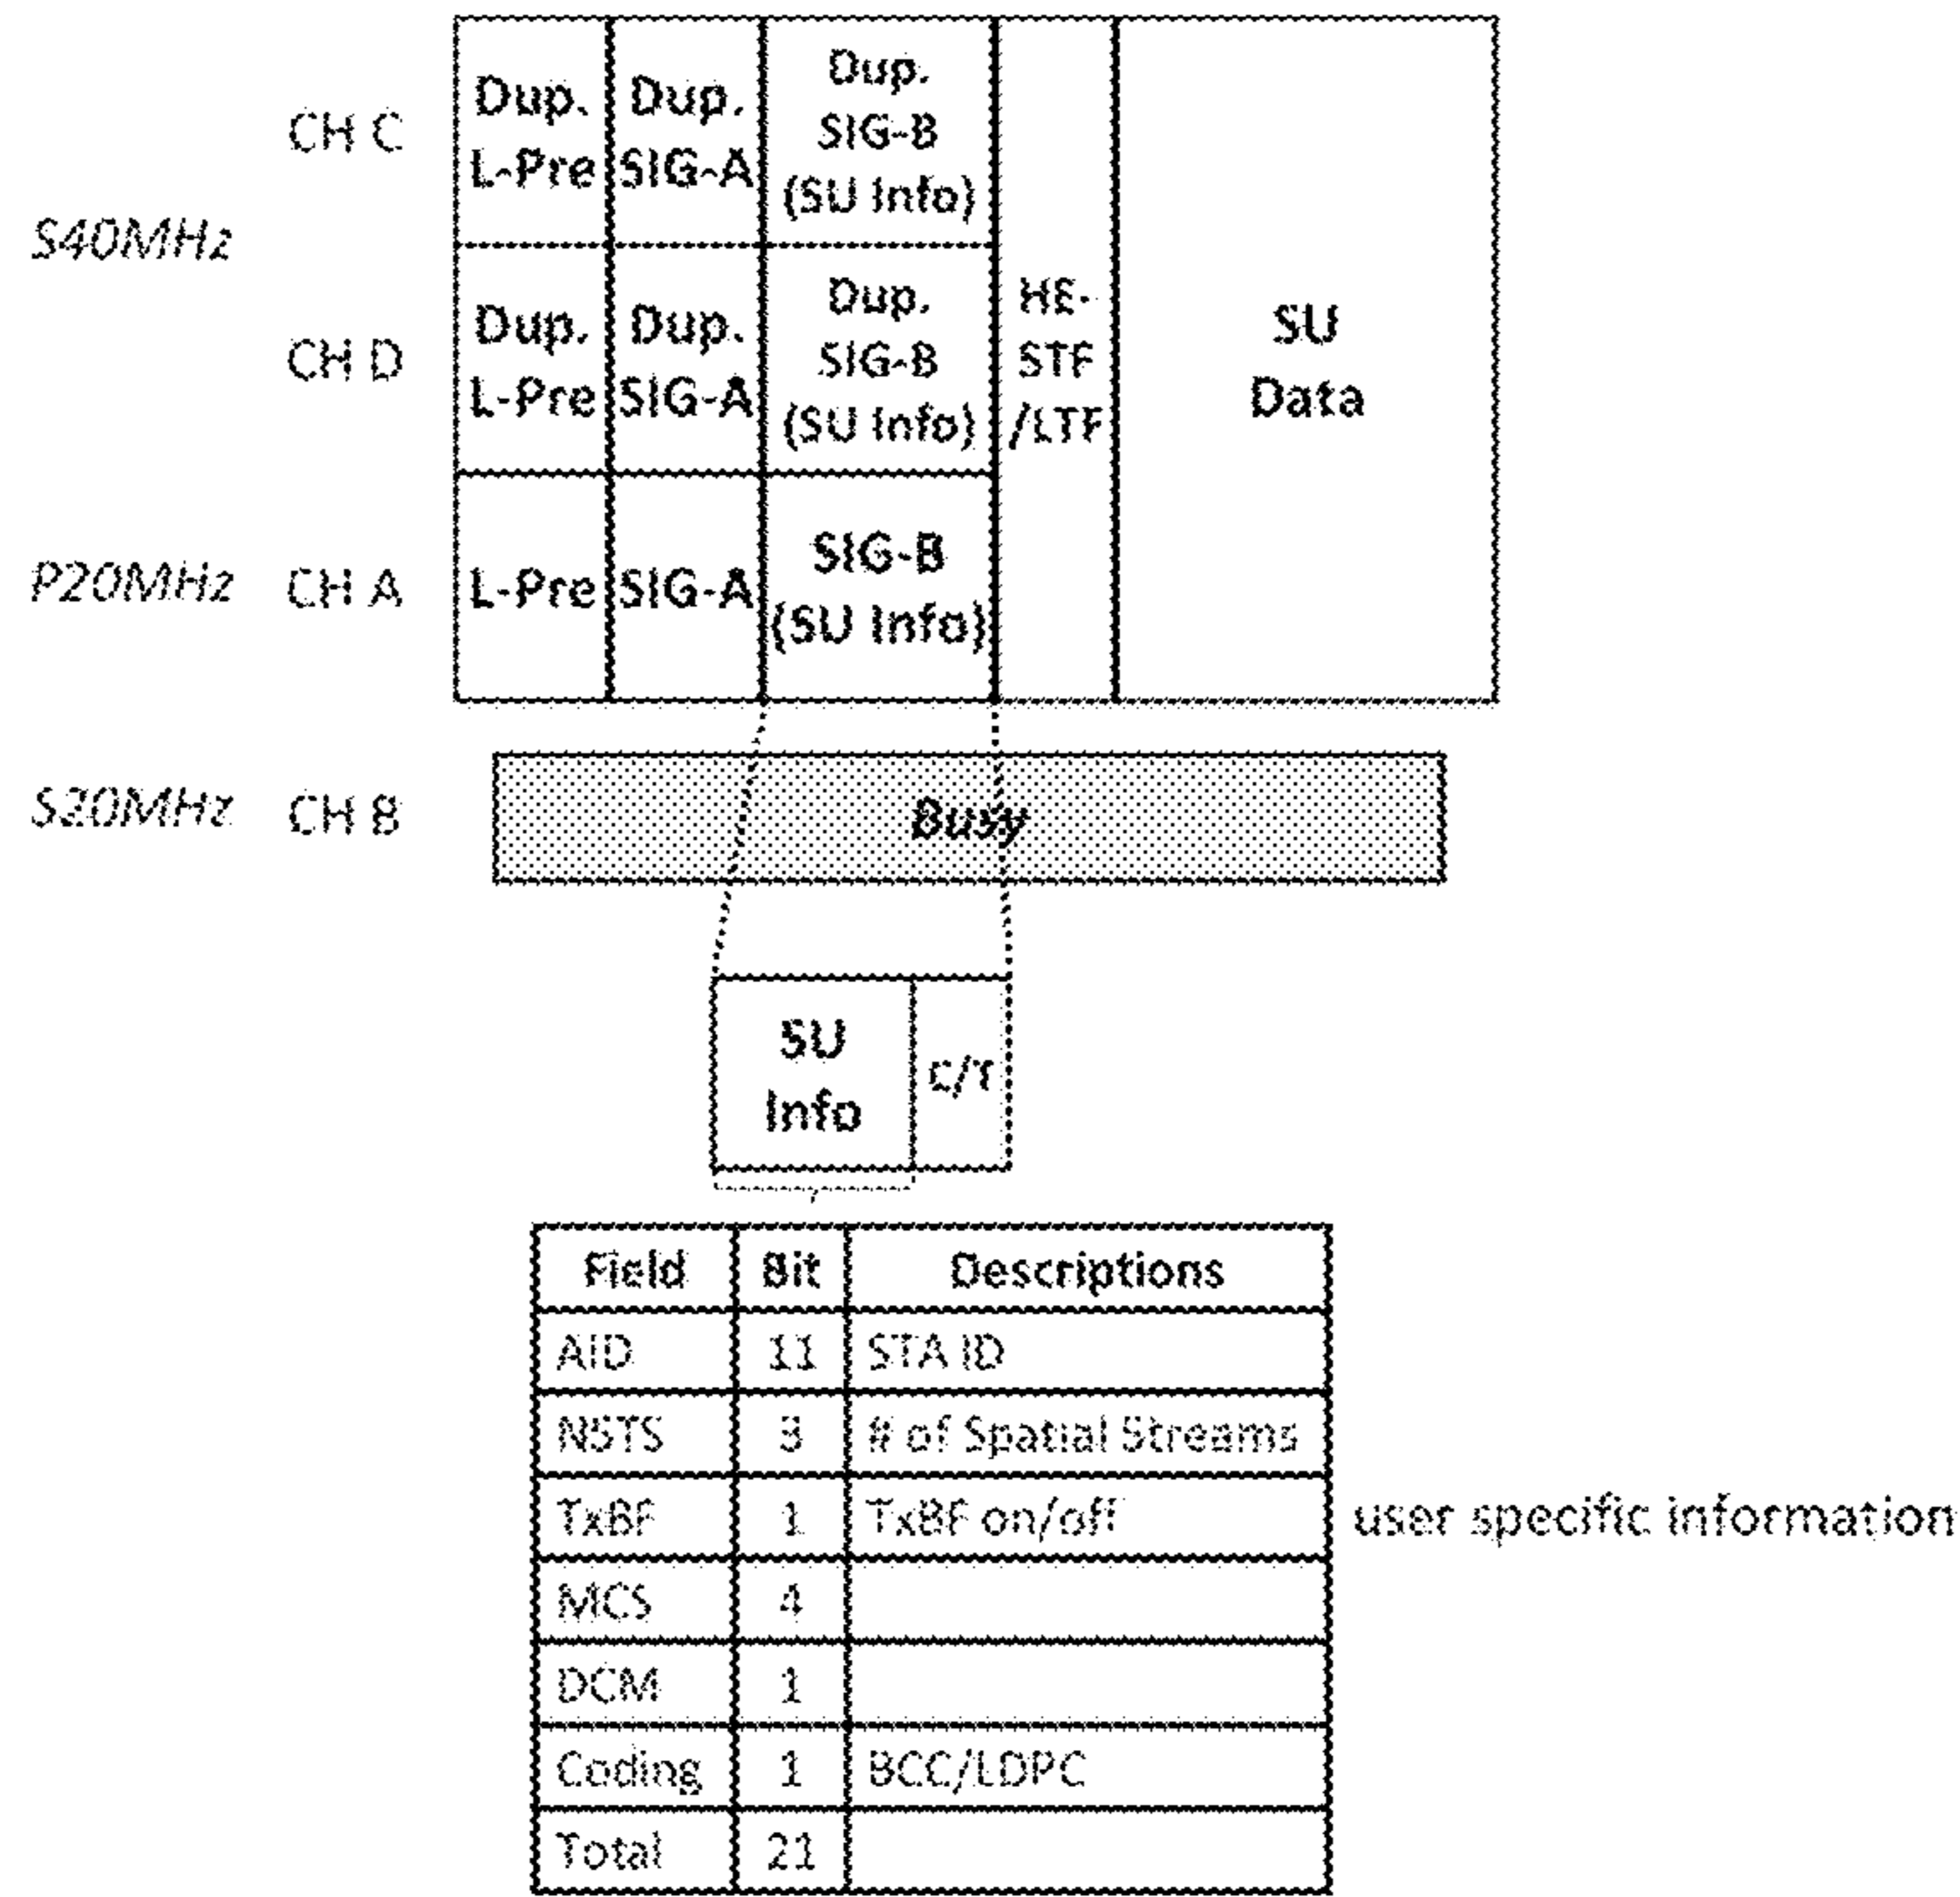 Dup.
L-Pre
Dup.
SIG-A
Dup.
SIG-B
(SU Info)
CH C
S40MHz
CH D
Dup.
L-Pre
Dup.
SIG-A
Dup.
SIG-B
(SU Info)
HE-
STF
/LTF
SU
Data
P20MHz
CH A
L-Pre
SIG-A
SIG-B
(SU Info)
S20MHz
CH B
Busy
SU
Info
C/T
Field Bit Descriptions
AID 11 STA ID
NSTS 3 # of Spatial Streams
TxBF 1 TxBF on/off
user specific information
MCS 4
DCM 1
Coding 1 BCC/LDPC
Total 21